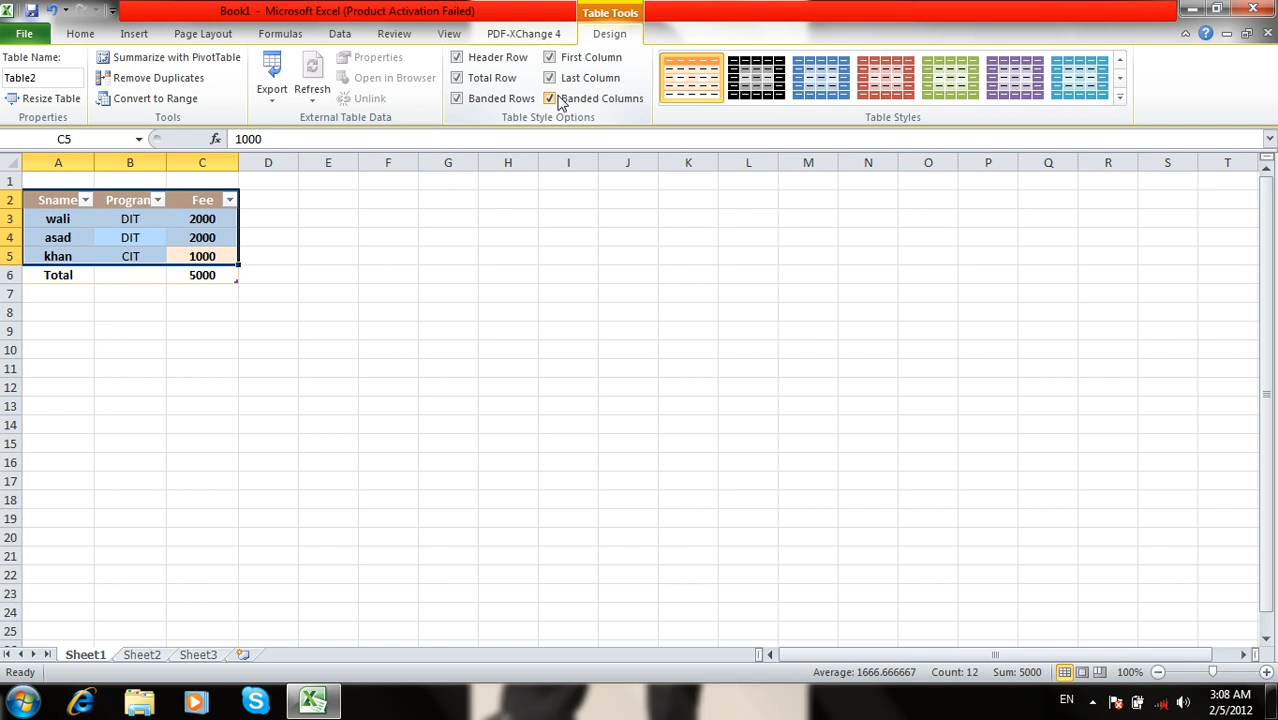 Book1 - Microsoft Excel (Product Activation Failed)
Table Tools
File Home Insert Page Layout Formulas Data Review View PDF-XChange 4 Design
Table Name:
Table2
Resize Table
Properties
Summarize with PivotTable
Remove Duplicates
Convert to Range
Tools
Export
Refresh
Properties
Open in Browser
Unlink
External Table Data
Header Row
Total Row
Banded Rows
First Column
Last Column
Banded Columns
Table Style Options
Table Styles
C5 fx 1000
A B C D E F G H I J K L M N O P Q R S T
1
2 Sname Program Fee
3 wali DIT 2000
4 asad DIT 2000
5 khan CIT 1000
6 Total 5000
7
8
9
10
11
12
13
14
15
16
17
18
19
20
21
22
23
24
25
Sheet1 Sheet2 Sheet3
Ready Average: 1666.666667 Count: 12 Sum: 5000 100%
EN 3:08 AM
2/5/2012